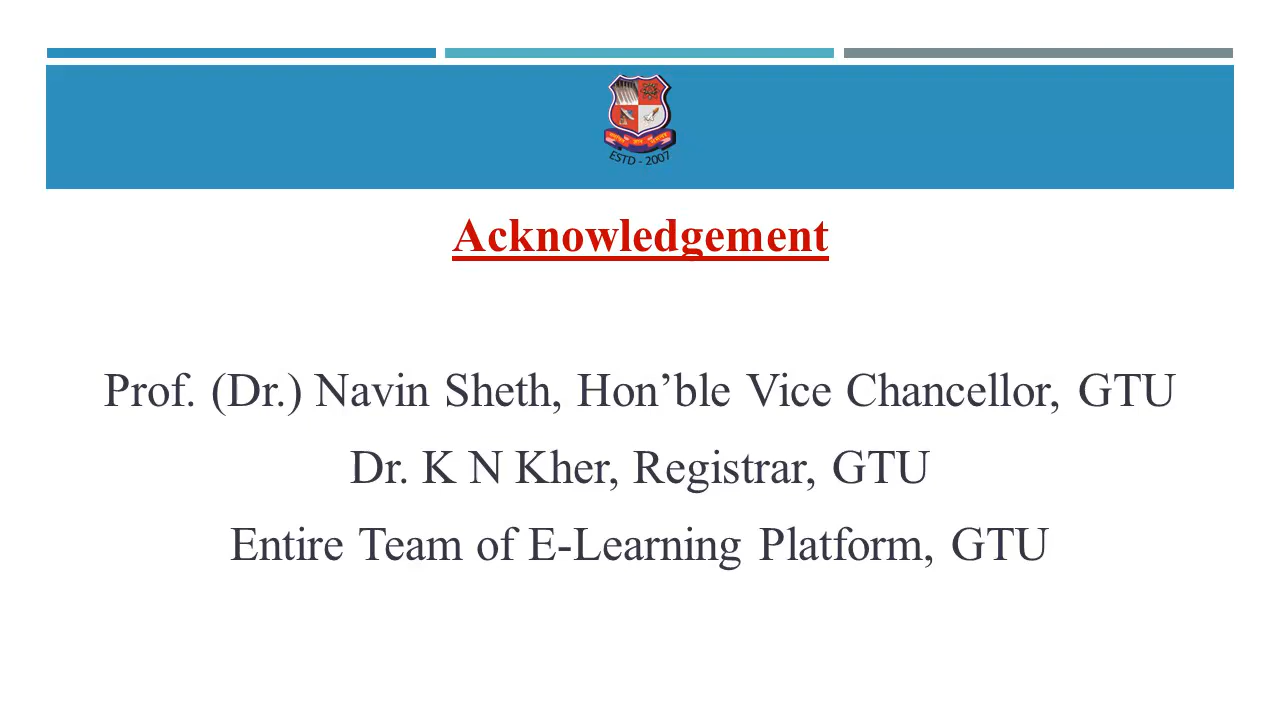 ESTD - 2007
Acknowledgement
Prof. (Dr.) Navin Sheth, Hon’ble Vice Chancellor, GTU
Dr. K N Kher, Registrar, GTU
Entire Team of E-Learning Platform, GTU